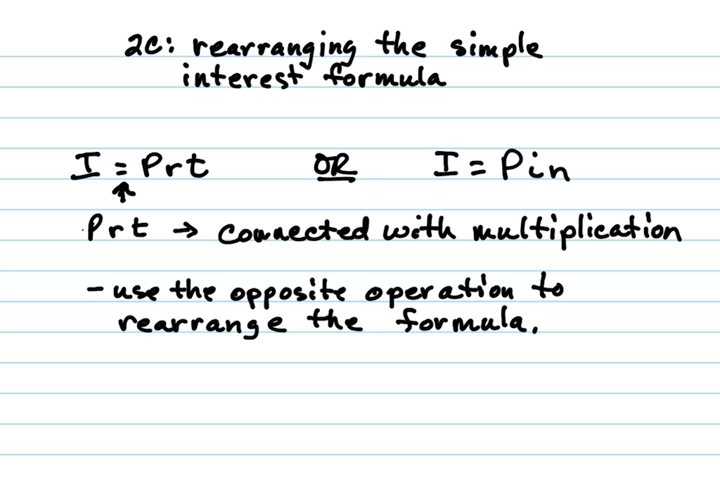 2c: rearranging the simple
interest formula
I = Prt OR I = Pin
Prt → connected with multiplication
- use the opposite operation to
rearrange the formula.